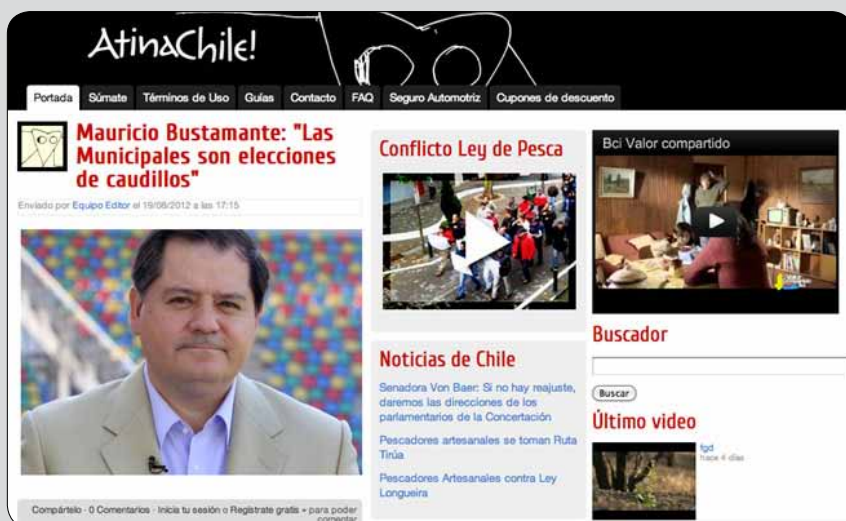 AtinaChile!
Portada Súmate Términos de Uso Guías Contacto FAQ Seguro Automotriz Cupones de descuento
Mauricio Bustamante: "Las
Municipales son elecciones
de caudillos"
Enviado por Equipo Editor el 19/06/2012 a las 17:15
Compártelo · 0 Comentarios · Inicia tu sesión o Regístrate gratis » para poder
comentar
Conflicto Ley de Pesca
Noticias de Chile
Senadora Von Baer: Si no hay reajuste,
daremos las direcciones de los
parlamentarios de la Concertación
Pescadores artesanales se toman Ruta
Tirúa
Pescadores Artesanales contra Ley
Longueira
Bci Valor compartido
Buscador
Buscar
Último video
fgd
hace 4 días